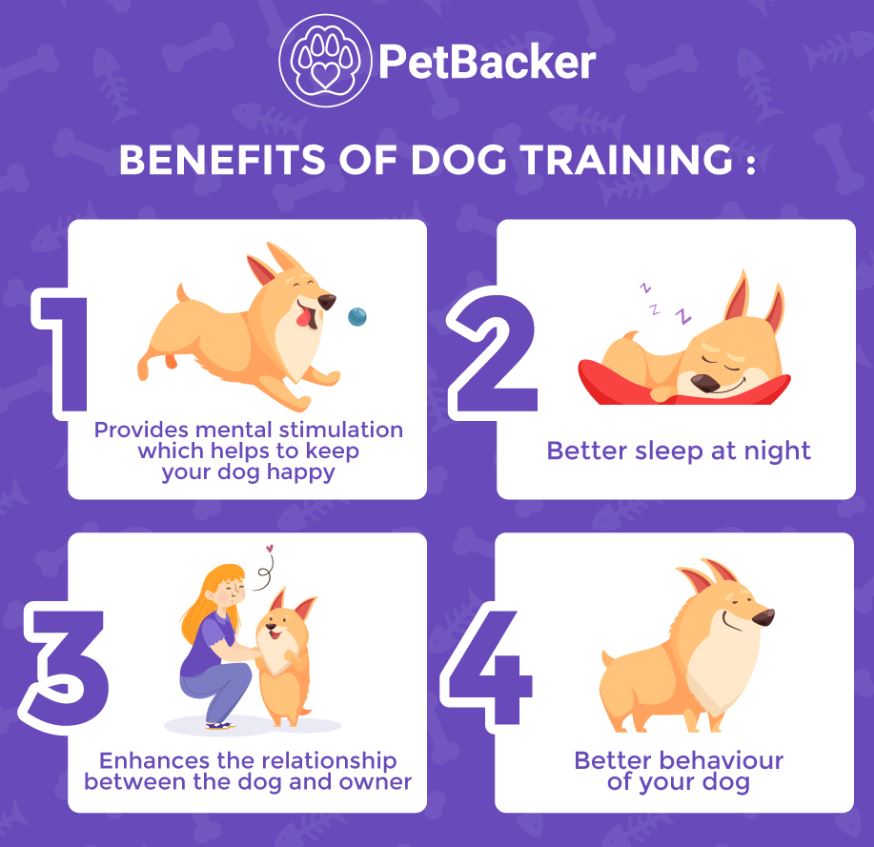 PetBacker
BENEFITS OF DOG TRAINING :
1
Provides mental stimulation
which helps to keep
your dog happy
2
z
z
z
Better sleep at night
3
Enhances the relationship
between the dog and owner
4
Better behaviour
of your dog